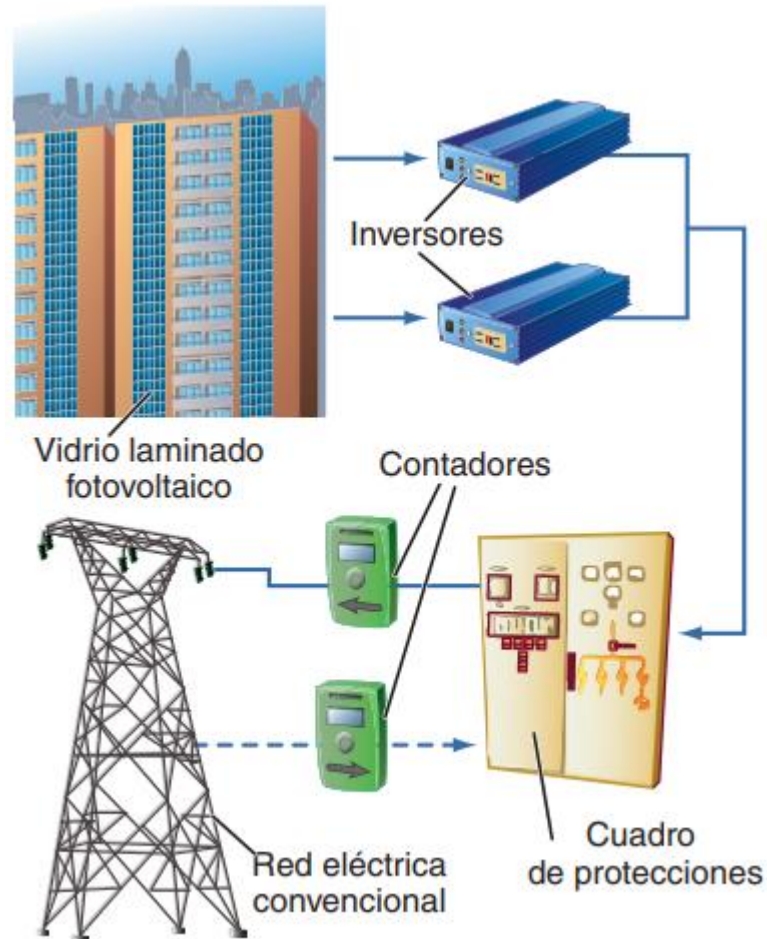 Inversores
Vidrio laminado
fotovoltaico
Contadores
Red eléctrica
convencional
Cuadro
de protecciones